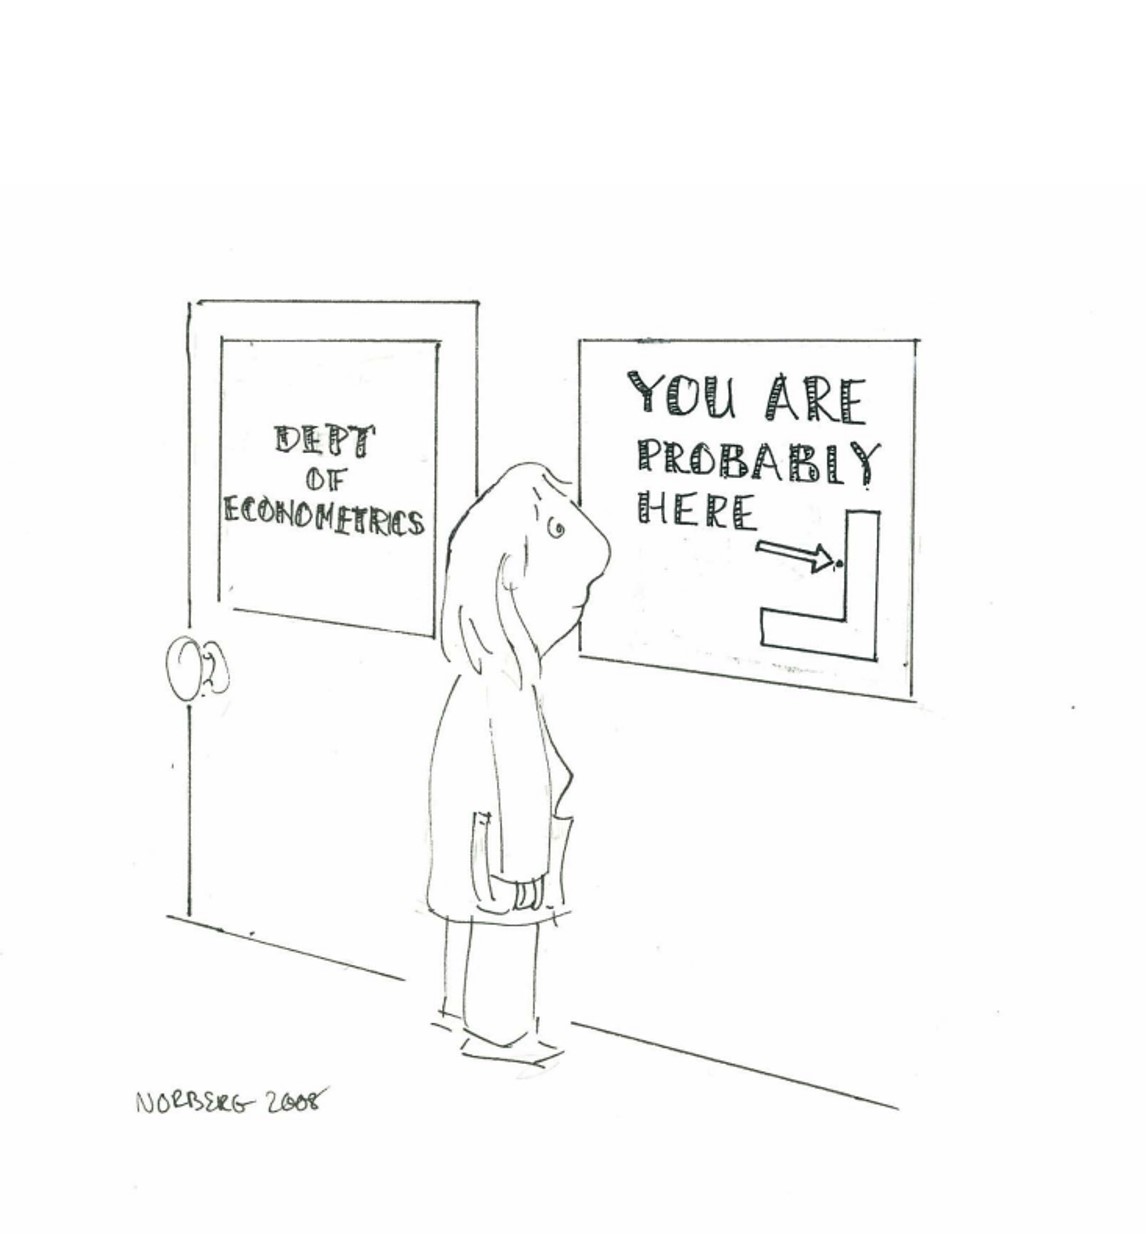 DEPT
OF
ECONOMETRICS
YOU ARE
PROBABLY
HERE
NORBERG 2008